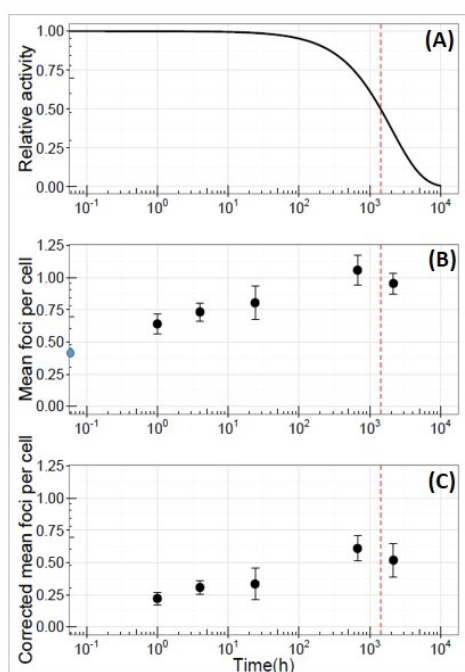 (A)
Relative activity
1.00
0.75
0.50
0.25
0.00
10⁻¹ 10⁰ 10¹ 10² 10³ 10⁴
(B)
Mean foci per cell
1.25
1.00
0.75
0.50
0.25
0.00
10⁻¹ 10⁰ 10¹ 10² 10³ 10⁴
(C)
Corrected mean foci per cell
1.25
1.00
0.75
0.50
0.25
0.00
10⁻¹ 10⁰ 10¹ 10² 10³ 10⁴
Time(h)